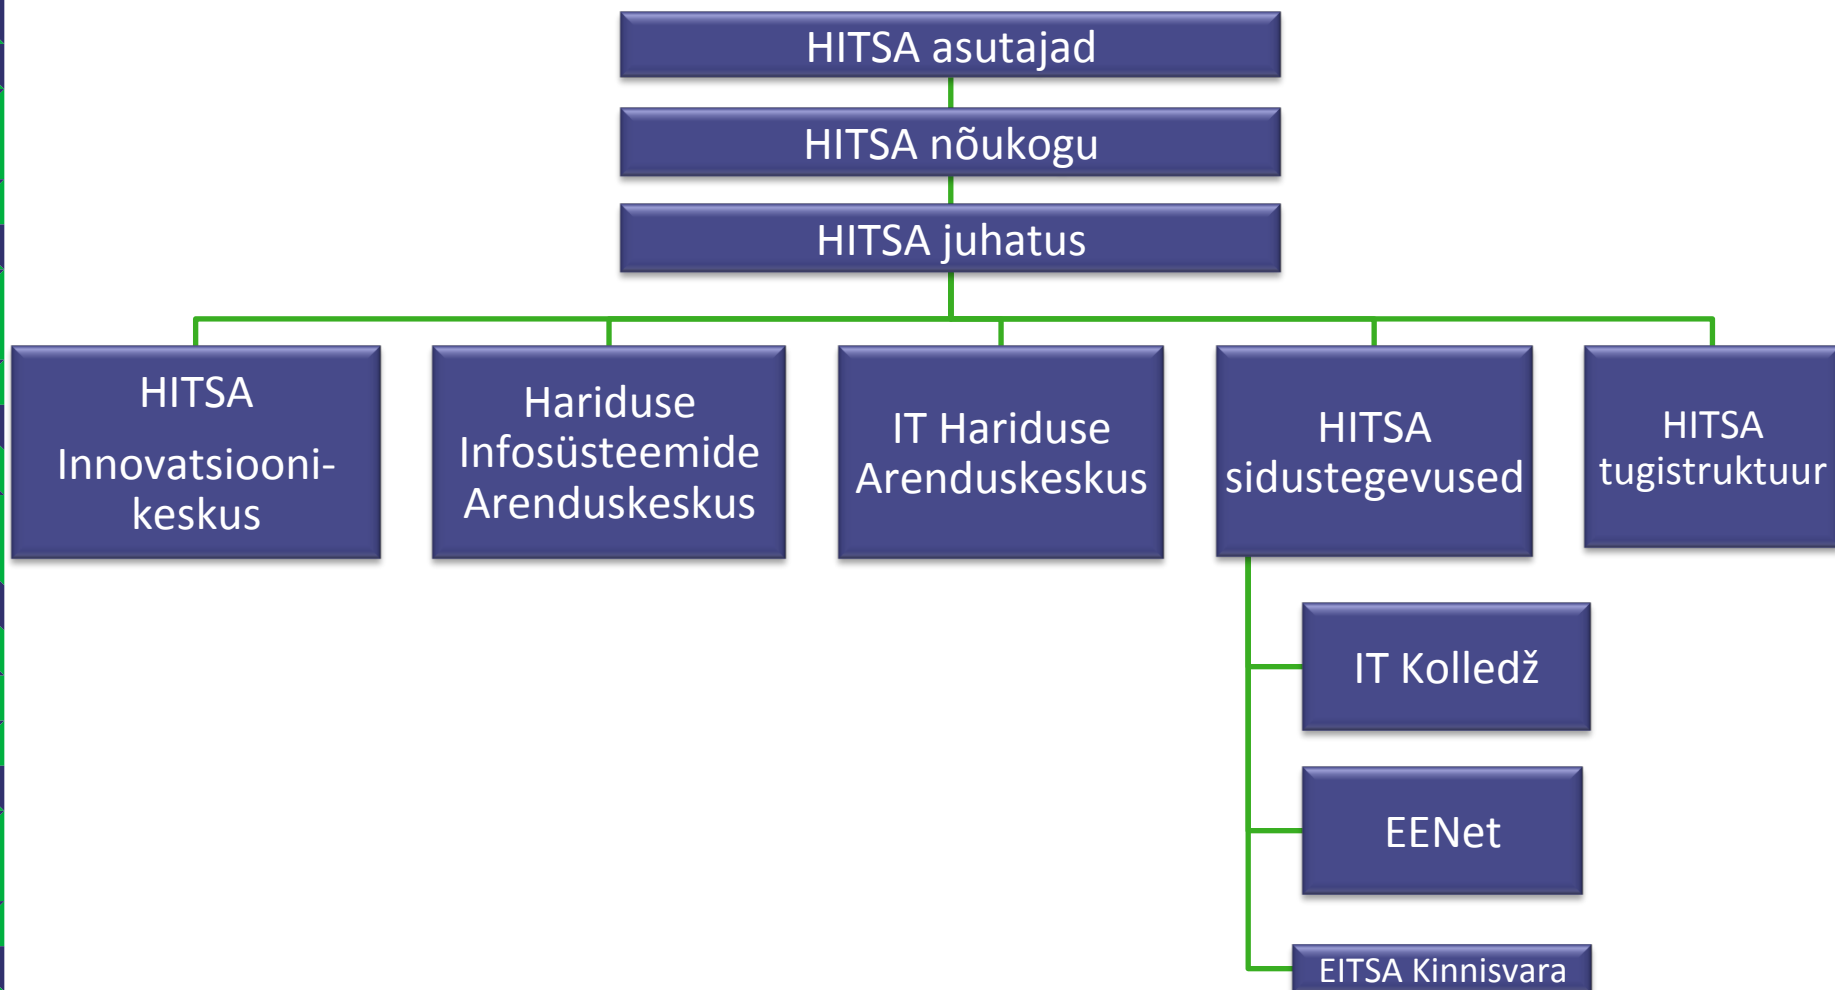 HITSA asutajad
HITSA nõukogu
HITSA juhatus
HITSA
Innovatsiooni-
keskus
Hariduse
Infosüsteemide
Arenduskeskus
IT Hariduse
Arenduskeskus
HITSA
sidustegevused
HITSA
tugistruktuur
IT Kolledž
EENet
EITSA Kinnisvara